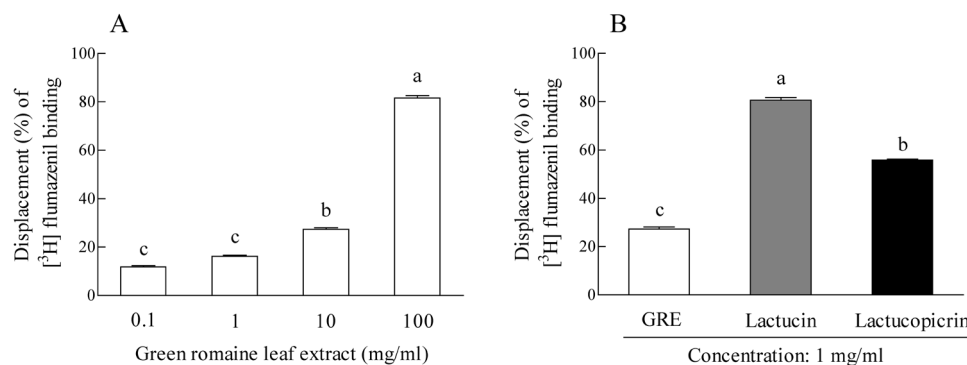 A
Displacement (%) of
[³H] flumazenil binding
100
80
60
40
20
0
c
c
b
a
0.1 1 10 100
Green romaine leaf extract (mg/ml)
B
Displacement (%) of
[³H] flumazenil binding
100
80
60
40
20
0
c
a
b
GRE Lactucin Lactucopicrin
Concentration: 1 mg/ml